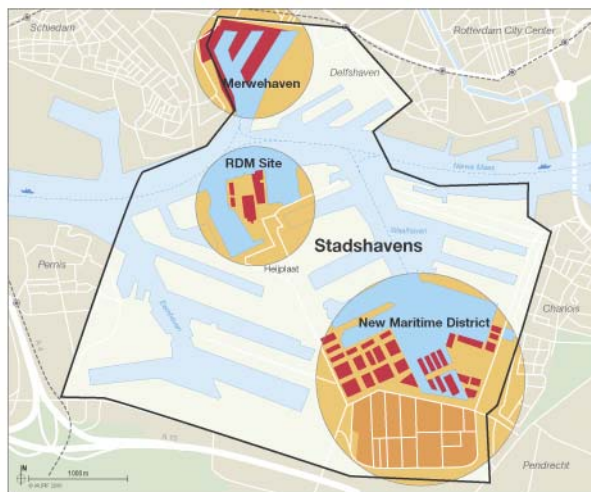 Schiedam
Rotterdam City Center
Merwehaven
Delfshaven
RDM Site
Nieuwe Maas
Stadshavens
Waalhaven
Heijplaat
Pernis
Eemhaven
New Maritime District
Charlois
Pendrecht
N
1000 m